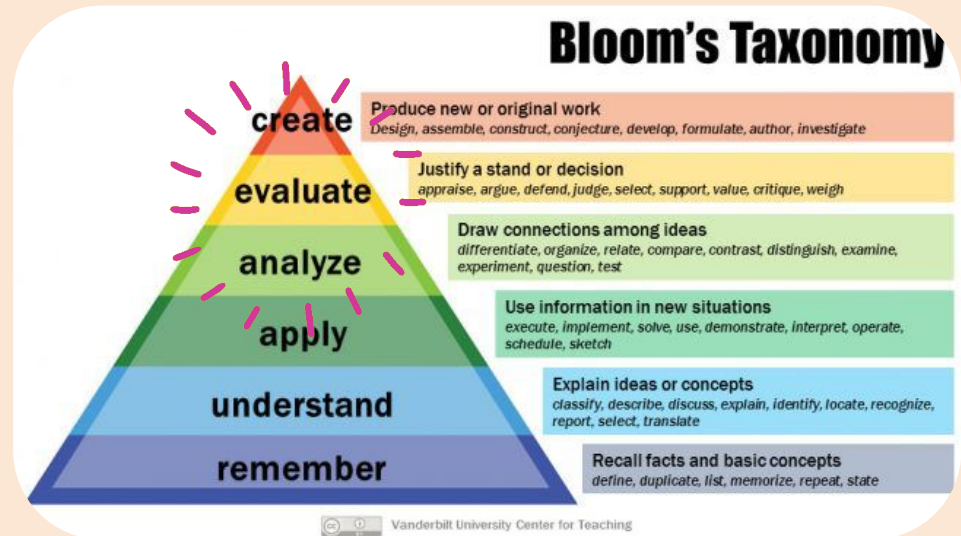 Bloom's Taxonomy
create
Produce new or original work
Design, assemble, construct, conjecture, develop, formulate, author, investigate
evaluate
Justify a stand or decision
appraise, argue, defend, judge, select, support, value, critique, weigh
analyze
Draw connections among ideas
differentiate, organize, relate, compare, contrast, distinguish, examine,
experiment, question, test
apply
Use information in new situations
execute, implement, solve, use, demonstrate, interpret, operate,
schedule, sketch
understand
Explain ideas or concepts
classify, describe, discuss, explain, identify, locate, recognize,
report, select, translate
remember
Recall facts and basic concepts
define, duplicate, list, memorize, repeat, state
cc
Vanderbilt University Center for Teaching